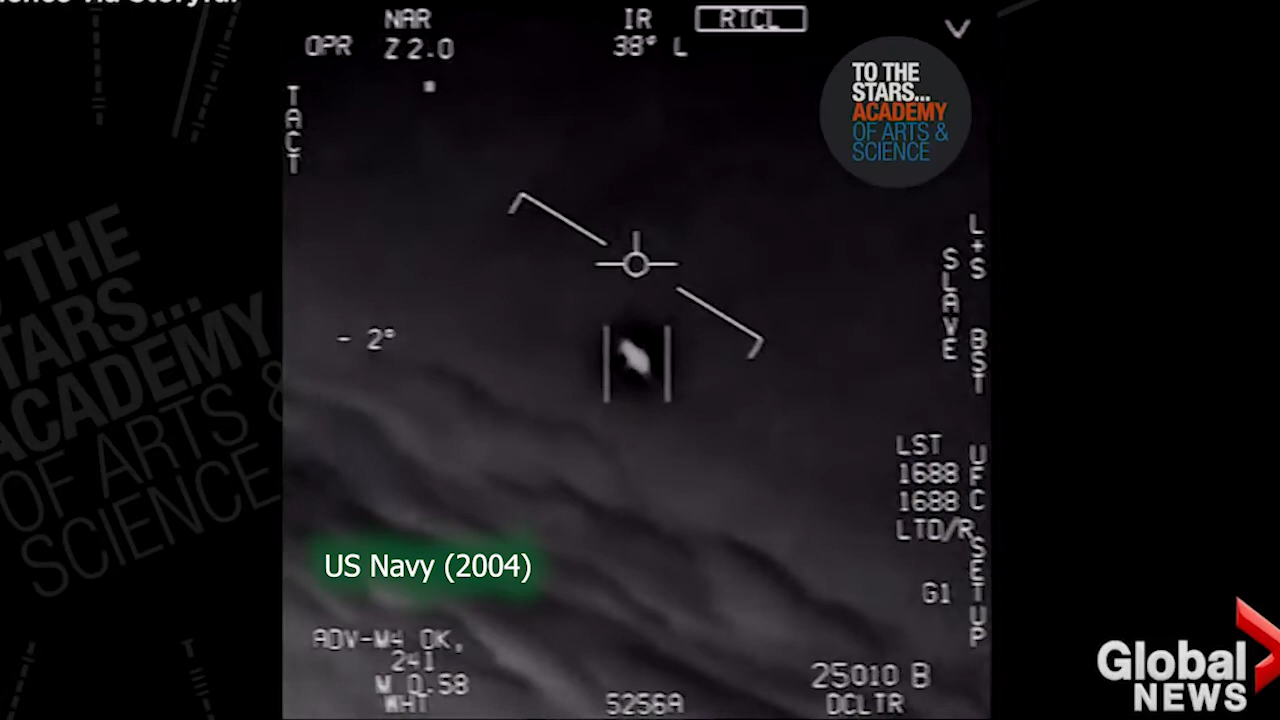 NAR
IR
RTCL
OPR
Z 2.0
38° L
TACT
TO THE
STARS...
ACADEMY
OF ARTS &
SCIENCE
L+S
SLAVE
BST
- 2°
LST
1688
1688
LTD/R
UFC
SETUP
G1
US Navy (2004)
ADV-M4 OK,
241
M 0.58
WHT
5256A
25010 B
DCLTR
THE
STARS...
ACADEMY
OF ARTS &
SCIENCE
Global
NEWS